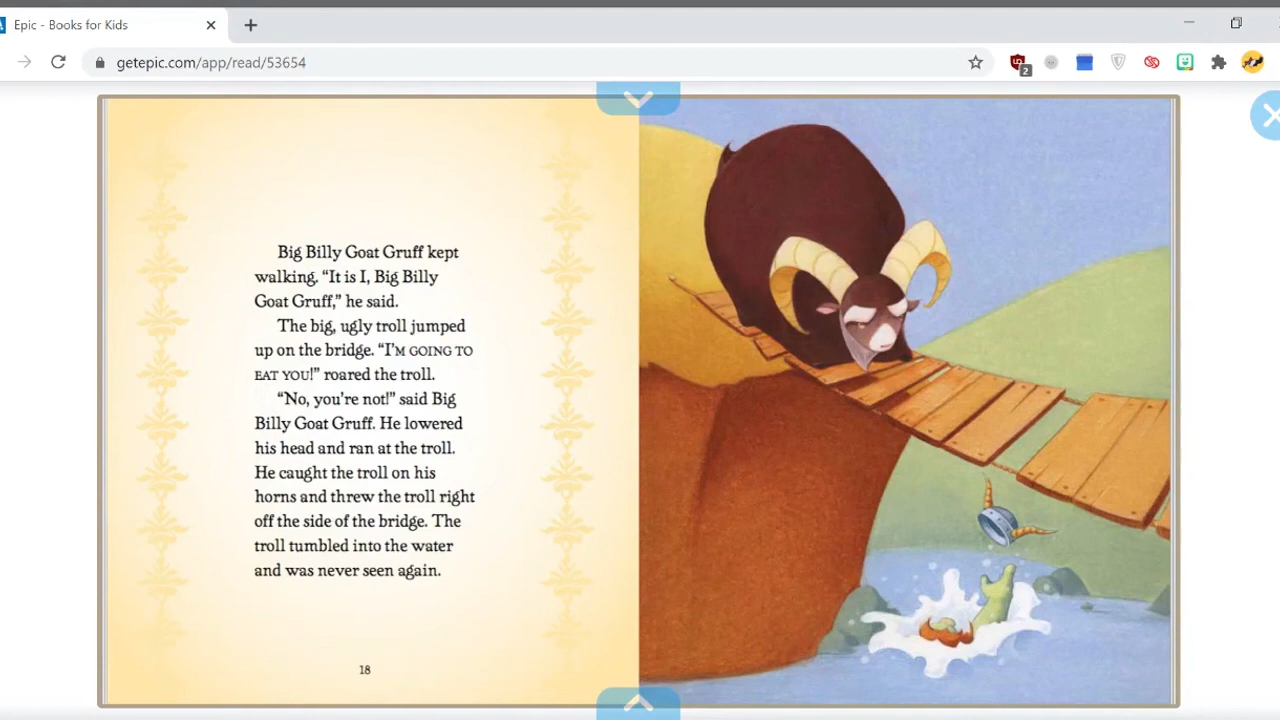 Epic - Books for Kids
getepic.com/app/read/53654
2
Big Billy Goat Gruff kept
walking. “It is I, Big Billy
Goat Gruff,” he said.
The big, ugly troll jumped
up on the bridge. “I’M GOING TO
EAT YOU!” roared the troll.
“No, you’re not!” said Big
Billy Goat Gruff. He lowered
his head and ran at the troll.
He caught the troll on his
horns and threw the troll right
off the side of the bridge. The
troll tumbled into the water
and was never seen again.
18